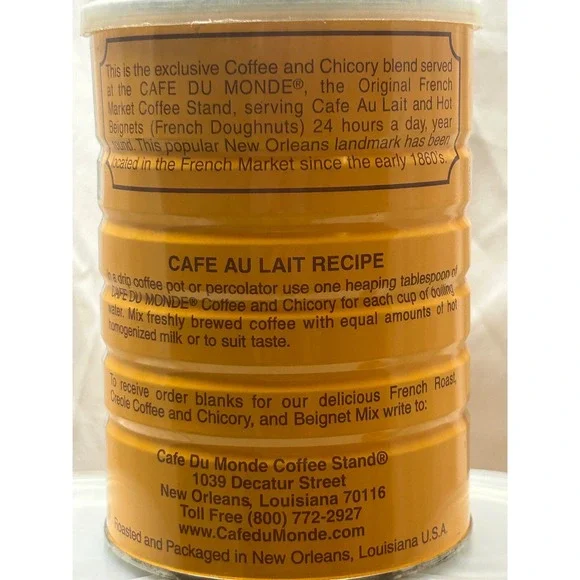 This is the exclusive Coffee and Chicory blend served
at the CAFE DU MONDE®, the Original French
Market Coffee Stand, serving Cafe Au Lait and Hot
Beignets (French Doughnuts) 24 hours a day, year
round. This popular New Orleans landmark has been
located in the French Market since the early 1860's.
CAFE AU LAIT RECIPE
In a drip coffee pot or percolator use one heaping tablespoon of
CAFE DU MONDE® Coffee and Chicory for each cup of boiling
water. Mix freshly brewed coffee with equal amounts of hot
homogenized milk or to suit taste.
To receive order blanks for our delicious French Roast,
Creole Coffee and Chicory, and Beignet Mix write to:
Cafe Du Monde Coffee Stand®
1039 Decatur Street
New Orleans, Louisiana 70116
Toll Free (800) 772-2927
www.CafeduMonde.com
Roasted and Packaged in New Orleans, Louisiana U.S.A.